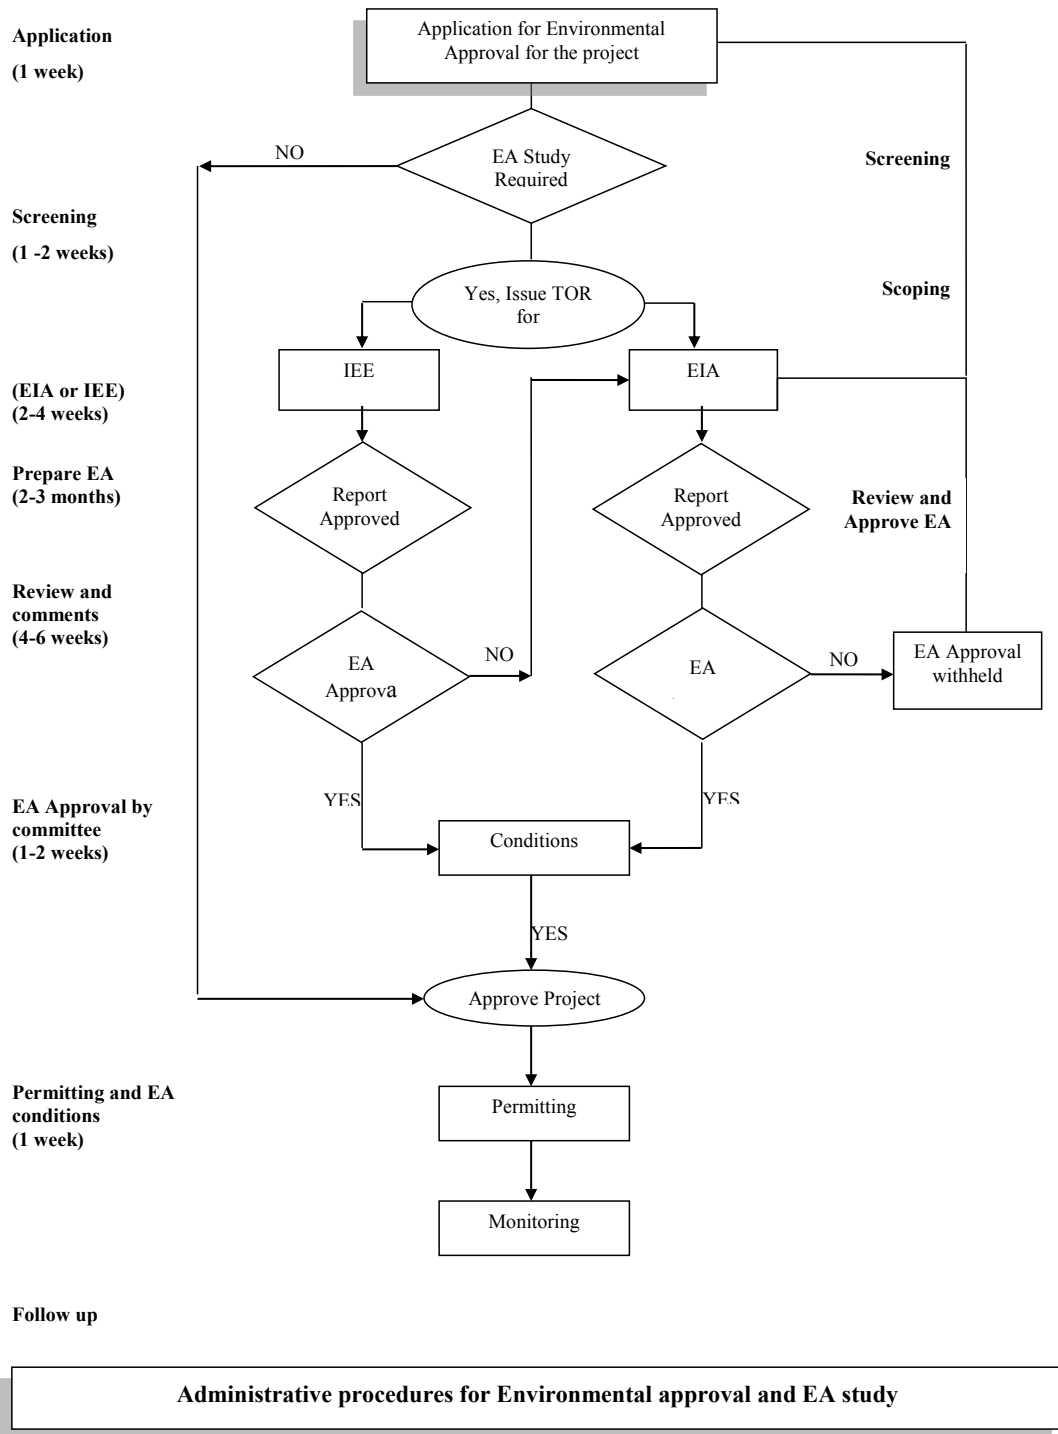 Application
(1 week)
Application for Environmental
Approval for the project
NO
EA Study
Required
Screening
Screening
(1 -2 weeks)
Yes, Issue TOR
for
Scoping
(EIA or IEE)
(2-4 weeks)
IEE
EIA
Prepare EA
(2-3 months)
Report
Approved
Report
Approved
Review and
Approve EA
Review and
comments
(4-6 weeks)
EA
Approva
NO
EA
NO
EA Approval
withheld
EA Approval by
committee
(1-2 weeks)
YES
YES
Conditions
YES
Approve Project
Permitting and EA
conditions
(1 week)
Permitting
Monitoring
Follow up
Administrative procedures for Environmental approval and EA study